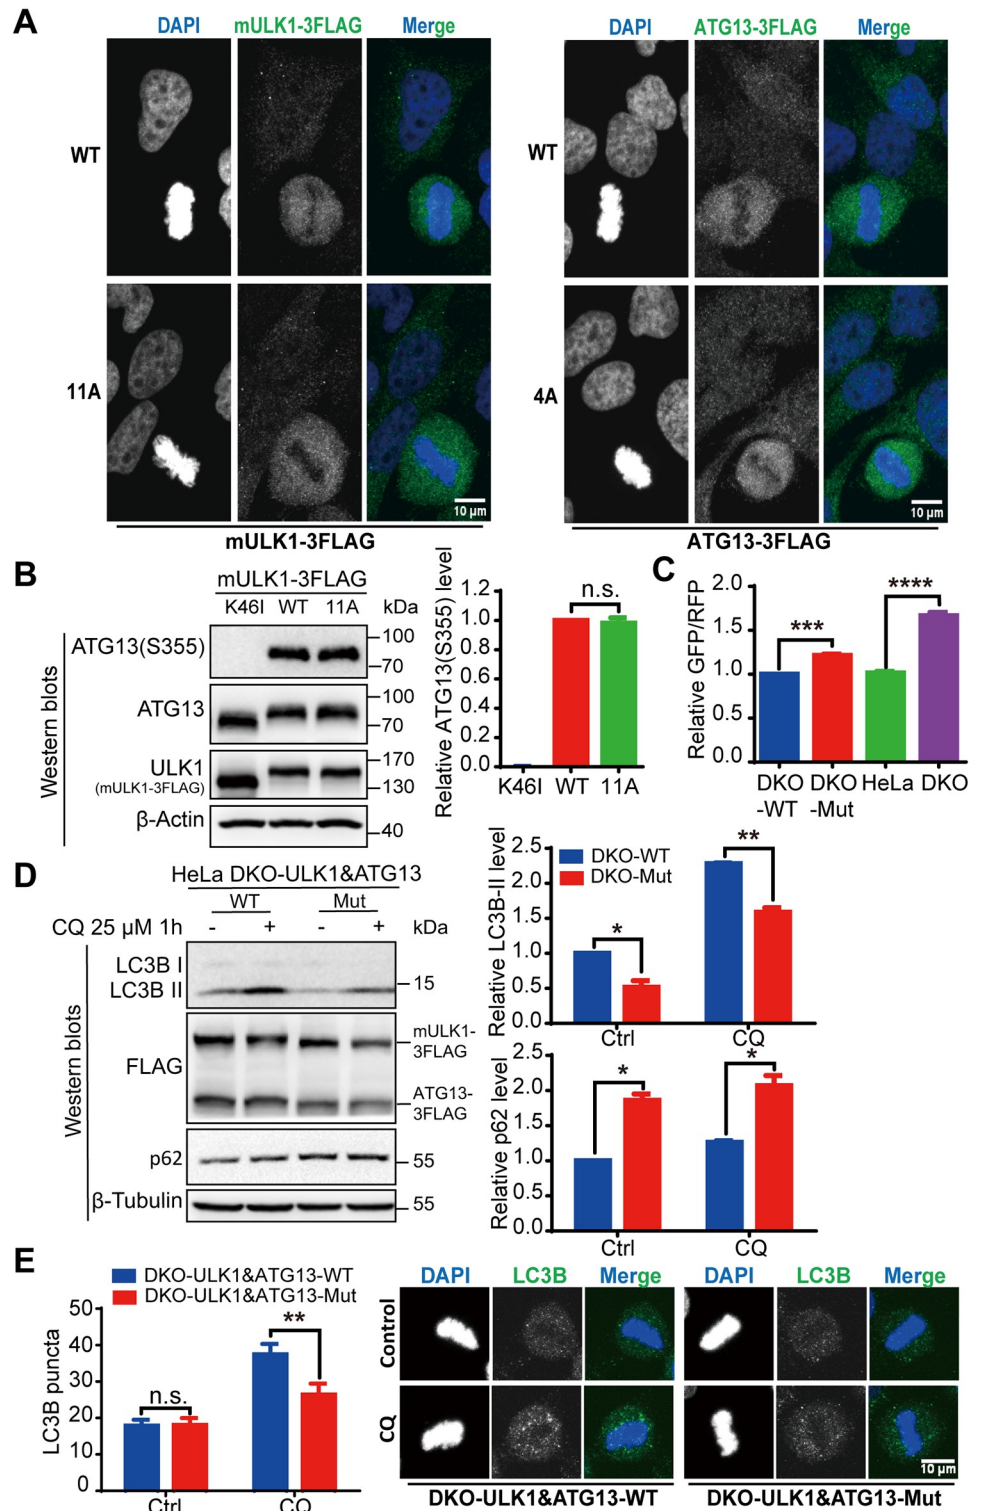 A
DAPI mULK1-3FLAG Merge
DAPI ATG13-3FLAG Merge
WT
WT
11A
4A
10 µm
10 µm
mULK1-3FLAG
ATG13-3FLAG
B
mULK1-3FLAG
K46I WT 11A kDa
Western blots
ATG13(S355)
100
70
ATG13
100
70
ULK1
(mULK1-3FLAG)
170
130
β-Actin
40
Relative ATG13(S355) level
1.2
1.0
0.8
0.6
0.4
0.2
0.0
n.s.
K46I WT 11A
C
Relative GFP/RFP
2.0
1.5
1.0
0.5
0.0
***
****
DKO DKO HeLa DKO
-WT -Mut
D
HeLa DKO-ULK1&ATG13
WT Mut
CQ 25 µM 1h - + - + kDa
Western blots
LC3B I
LC3B II
15
FLAG
mULK1-
3FLAG
ATG13-
3FLAG
p62
55
β-Tubulin
55
Relative LC3B-II level
2.5
2.0
1.5
1.0
0.5
0.0
DKO-WT
DKO-Mut
*
**
Ctrl CQ
Relative p62 level
2.5
2.0
1.5
1.0
0.5
0.0
*
*
Ctrl CQ
E
DKO-ULK1&ATG13-WT
DKO-ULK1&ATG13-Mut
LC3B puncta
50
40
30
20
10
0
n.s.
**
Ctrl CQ
DAPI LC3B Merge
DAPI LC3B Merge
Control
CQ
10 µm
DKO-ULK1&ATG13-WT
DKO-ULK1&ATG13-Mut